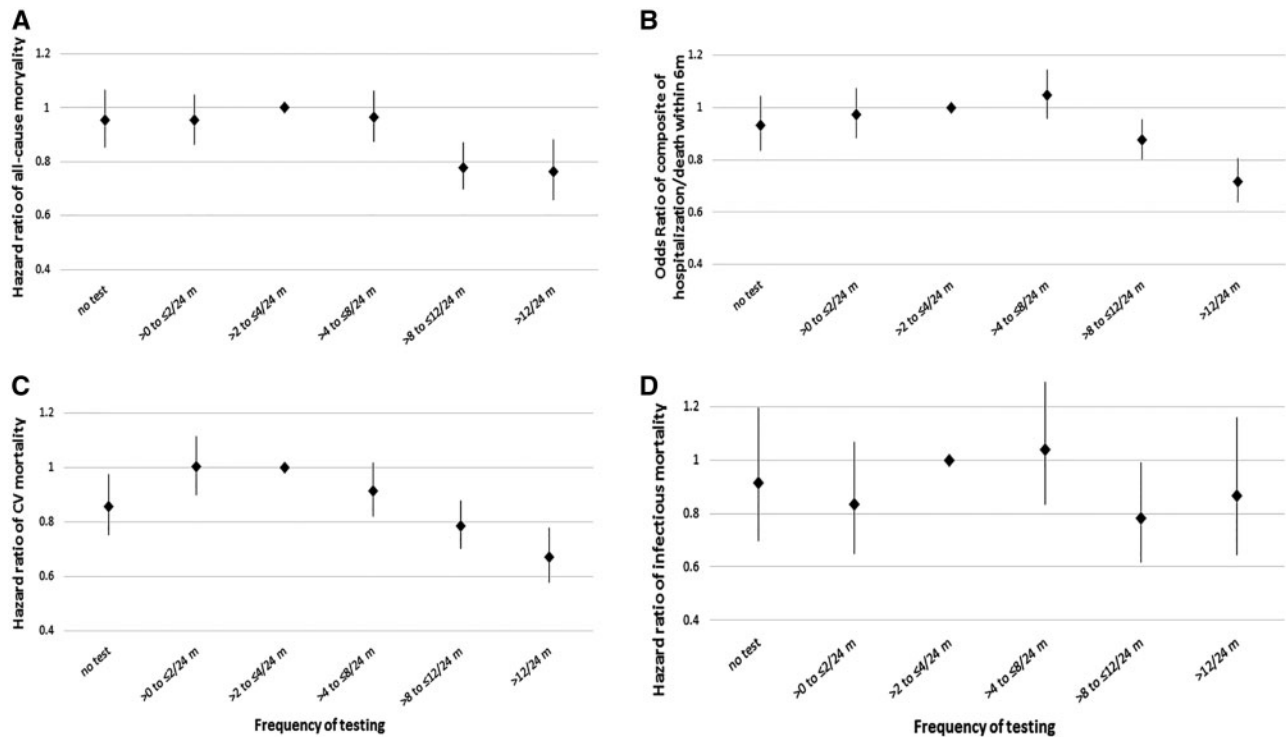 A
Hazard ratio of all-cause moryality
1.2
1
0.8
0.6
0.4
no test
>0 to ≤2/24 m
>2 to ≤4/24 m
>4 to ≤8/24 m
>8 to ≤12/24 m
>12/24 m
B
Odds Ratio of composite of
hospitalization/death within 6m
1.2
1
0.8
0.6
0.4
no test
>0 to ≤2/24 m
>2 to ≤4/24 m
>4 to ≤8/24 m
>8 to ≤12/24 m
>12/24 m
C
Hazard ratio of CV mortality
1.2
1
0.8
0.6
0.4
no test
>0 to ≤2/24 m
>2 to ≤4/24 m
>4 to ≤8/24 m
>8 to ≤12/24 m
>12/24 m
Frequency of testing
D
Hazard ratio of infectious mortality
1.2
1
0.8
0.6
0.4
no test
>0 to ≤2/24 m
>2 to ≤4/24 m
>4 to ≤8/24 m
>8 to ≤12/24 m
>12/24 m
Frequency of testing